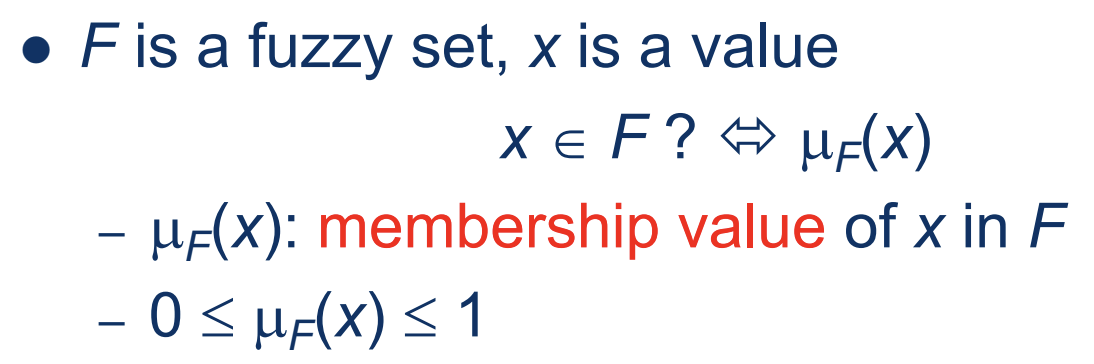 ● F is a fuzzy set, x is a value
x ∈ F ? ⇔ μF(x)
– μF(x): membership value of x in F
– 0 ≤ μF(x) ≤ 1